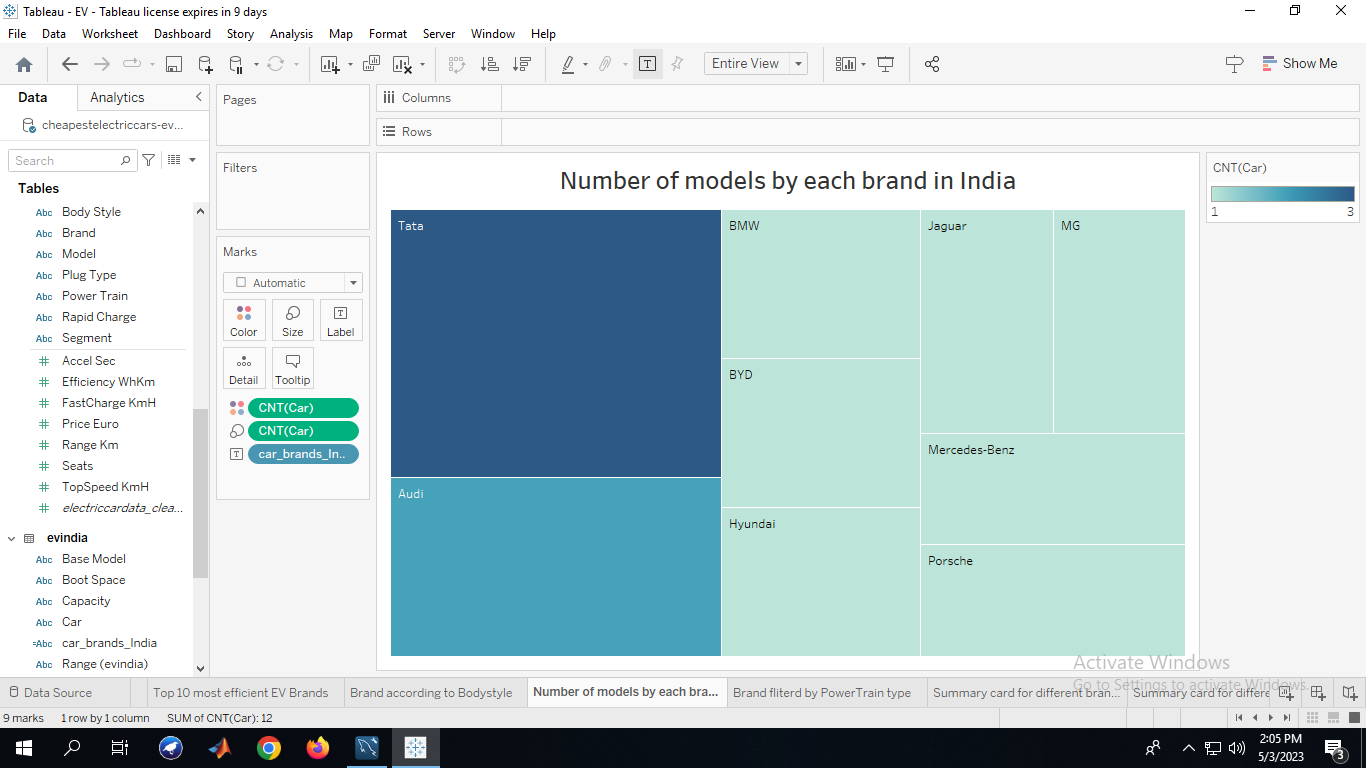 Tableau - EV - Tableau license expires in 9 days
File Data Worksheet Dashboard Story Analysis Map Format Server Window Help
Entire View
Show Me
Data Analytics
cheapestelectriccars-ev...
Search
Tables
Abc Body Style
Abc Brand
Abc Model
Abc Plug Type
Abc Power Train
Abc Rapid Charge
Abc Segment
# Accel Sec
# Efficiency WhKm
# FastCharge KmH
# Price Euro
# Range Km
# Seats
# TopSpeed KmH
# electriccardata_clea...
evindia
Abc Base Model
Abc Boot Space
Abc Capacity
Abc Car
=Abc car_brands_India
Abc Range (evindia)
Pages
Filters
Marks
Automatic
Color Size Label
Detail Tooltip
CNT(Car)
CNT(Car)
car_brands_In..
Columns
Rows
Number of models by each brand in India
Tata
Audi
BMW
BYD
Hyundai
Jaguar
MG
Mercedes-Benz
Porsche
CNT(Car)
1 3
Activate Windows
Go to Settings to activate Windows.
Data Source Top 10 most efficient EV Brands Brand according to Bodystyle Number of models by each bra... Brand fliterd by PowerTrain type Summary card for different bran... Summary card for differe
9 marks 1 row by 1 column SUM of CNT(Car): 12
2:05 PM
5/3/2023
3